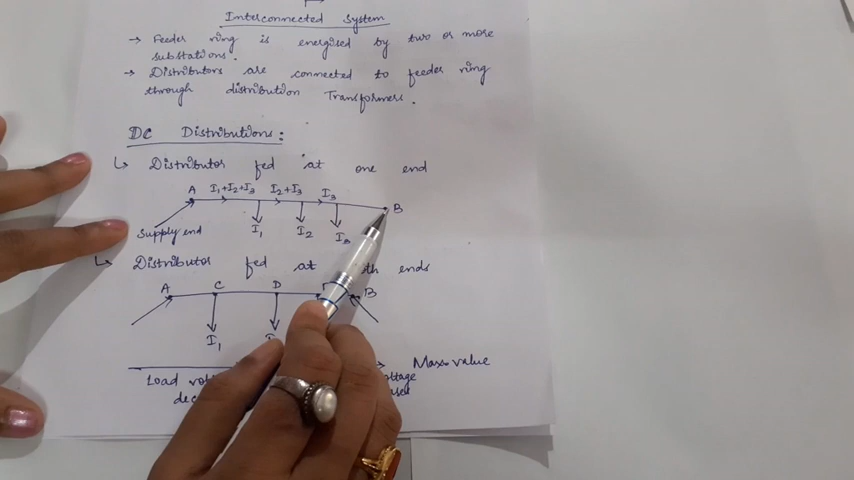 Interconnected System
→ Feeder ring is energised by two or more
substations.
→ Distributors are connected to feeder ring
through distribution Transformers.
DC Distributions:
↳ Distributor fed at one end
A I₁+I₂+I₃ I₂+I₃ I₃ B
Supply end I₁ I₂ I₃
↳ Distributor fed at ends
A C D B
I₁
Max. value
Load